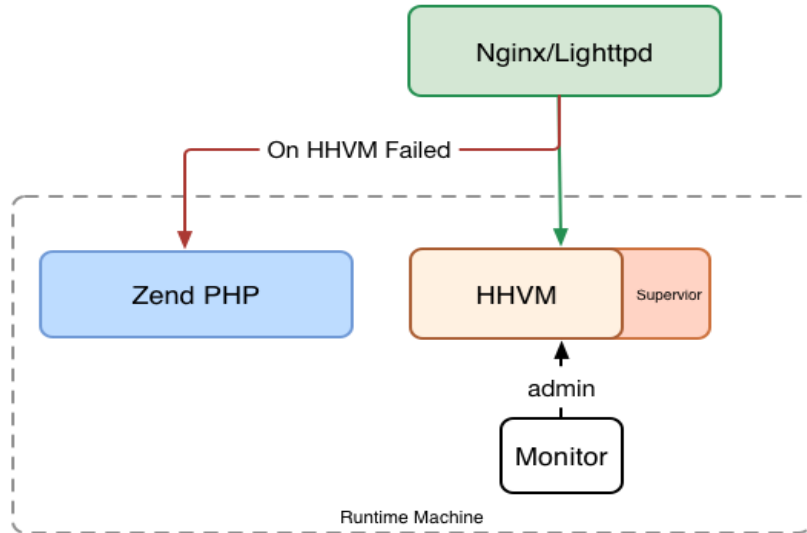 Nginx/Lighttpd
On HHVM Failed
Zend PHP
HHVM
Supervior
admin
Monitor
Runtime Machine